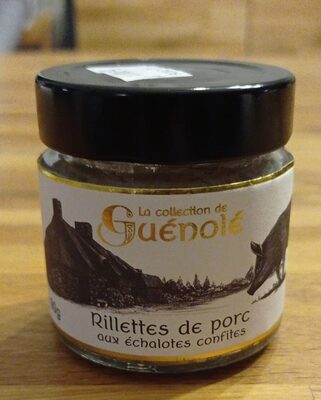 La collection de
Guénolé
Rillettes de porc
aux échalotes confites